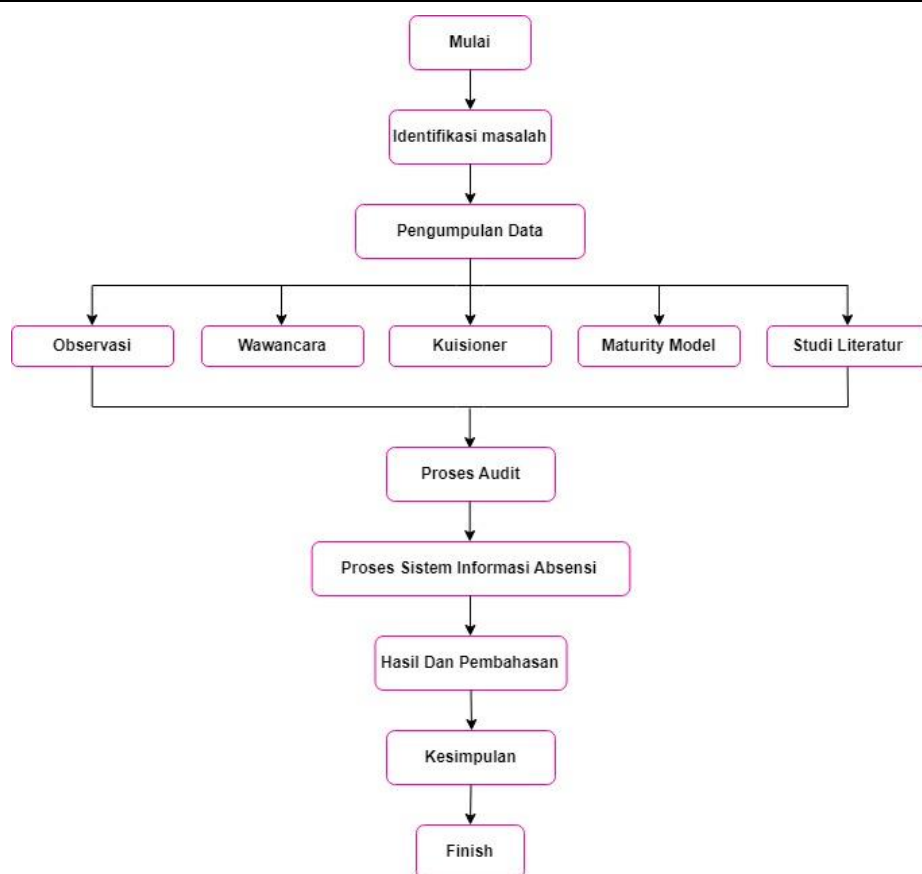 Mulai
Identifikasi masalah
Pengumpulan Data
Observasi
Wawancara
Kuisioner
Maturity Model
Studi Literatur
Proses Audit
Proses Sistem Informasi Absensi
Hasil Dan Pembahasan
Kesimpulan
Finish